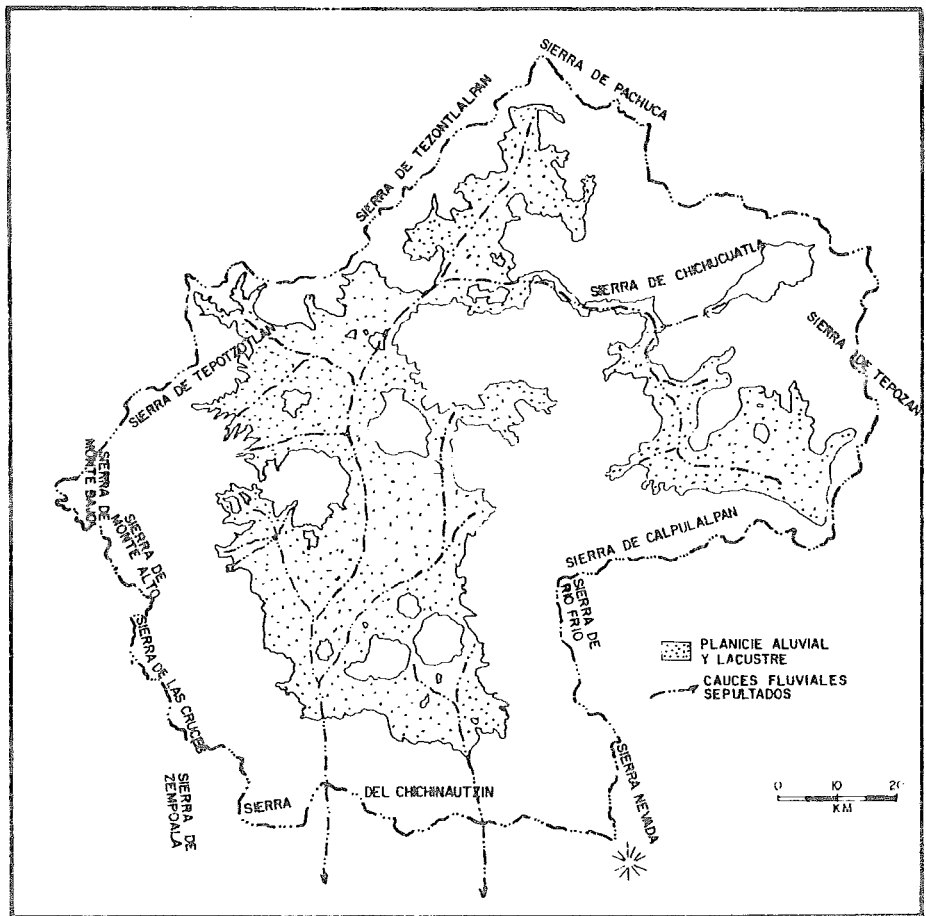 SIERRA DE PACHUCA
SIERRA DE TEZONTLALPAN
SIERRA DE CHICHUCUATLA
SIERRA DE TEPOZAN
SIERRA DE TEPOTZOTLAN
SIERRA DE
MONTE BAJO
SIERRA DE
MONTE ALTO
SIERRA DE CALPULALPAN
SIERRA DE
RIO FRIO
SIERRA DE LAS CRUCES
PLANICIE ALUVIAL
Y LACUSTRE
CAUCES FLUVIALES
SEPULTADOS
SIERRA DE
ZEMPOALA
SIERRA DEL CHICHINAUTZIN
SIERRA NEVADA
0 10 20
KM